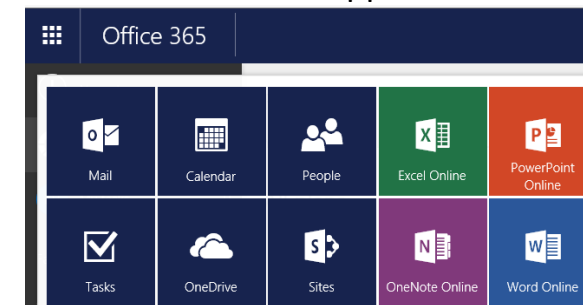 Office 365
Mail
Calendar
People
Excel Online
PowerPoint
Online
Tasks
OneDrive
Sites
OneNote Online
Word Online